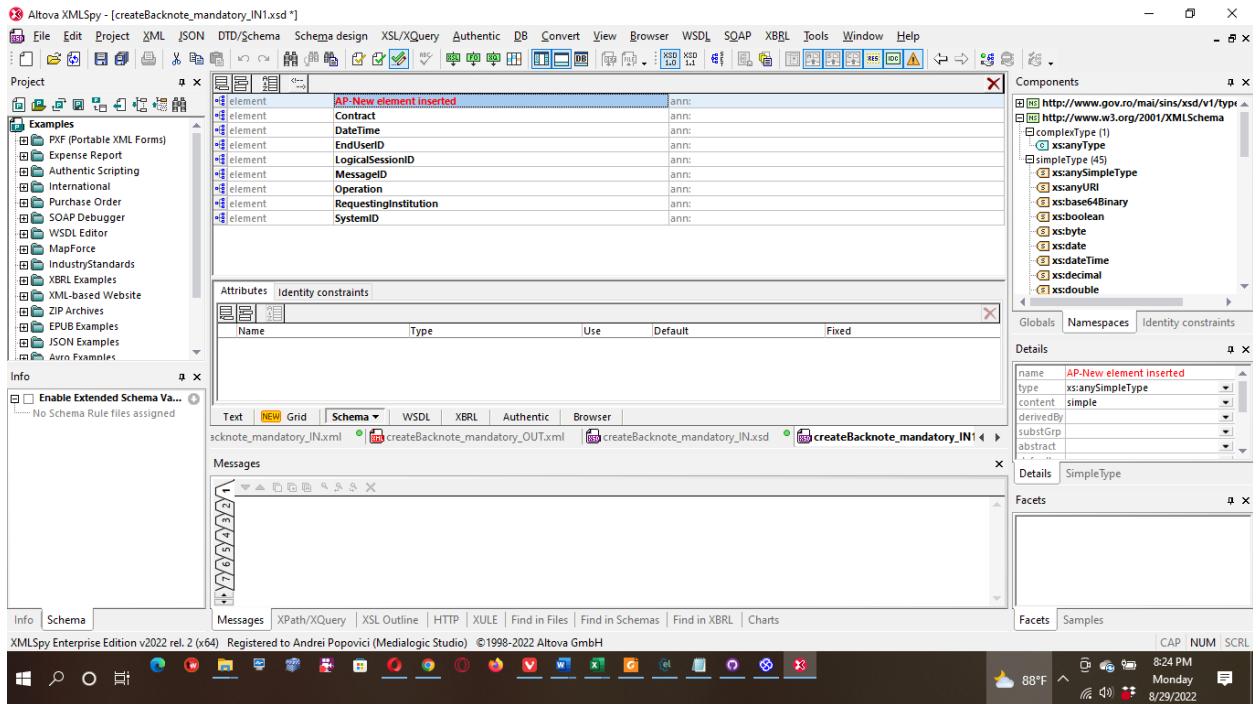 Altova XMLSpy - [createBacknote_mandatory_IN1.xsd *]
File Edit Project XML JSON DTD/Schema Schema design XSL/XQuery Authentic DB Convert View Browser WSDL SOAP XBRL Tools Window Help
Project
Examples
PXF (Portable XML Forms)
Expense Report
Authentic Scripting
International
Purchase Order
SOAP Debugger
WSDL Editor
MapForce
IndustryStandards
XBRL Examples
XML-based Website
ZIP Archives
EPUB Examples
JSON Examples
Avro Examples
Info
Enable Extended Schema Va...
No Schema Rule files assigned
Info Schema
element AP-New element inserted ann:
element Contract ann:
element DateTime ann:
element EndUserID ann:
element LogicalSessionID ann:
element MessageID ann:
element Operation ann:
element RequestingInstitution ann:
element SystemID ann:
Attributes Identity constraints
Name Type Use Default Fixed
Text NEW Grid Schema WSDL XBRL Authentic Browser
acknote_mandatory_IN.xml createBacknote_mandatory_OUT.xml createBacknote_mandatory_IN.xsd createBacknote_mandatory_IN1
Messages
1
2
3
4
5
6
7
Messages XPath/XQuery XSL Outline HTTP XULE Find in Files Find in Schemas Find in XBRL Charts
Components
http://www.gov.ro/mai/sins/xsd/v1/type
http://www.w3.org/2001/XMLSchema
complexType (1)
xs:anyType
simpleType (45)
xs:anySimpleType
xs:anyURI
xs:base64Binary
xs:boolean
xs:byte
xs:date
xs:dateTime
xs:decimal
xs:double
Globals Namespaces Identity constraints
Details
name AP-New element inserted
type xs:anySimpleType
content simple
derivedBy
substGrp
abstract
Details SimpleType
Facets
Facets Samples
XMLSpy Enterprise Edition v2022 rel. 2 (x64) Registered to Andrei Popovici (Medialogic Studio) ©1998-2022 Altova GmbH
CAP NUM SCRL
88°F
8:24 PM
Monday
8/29/2022